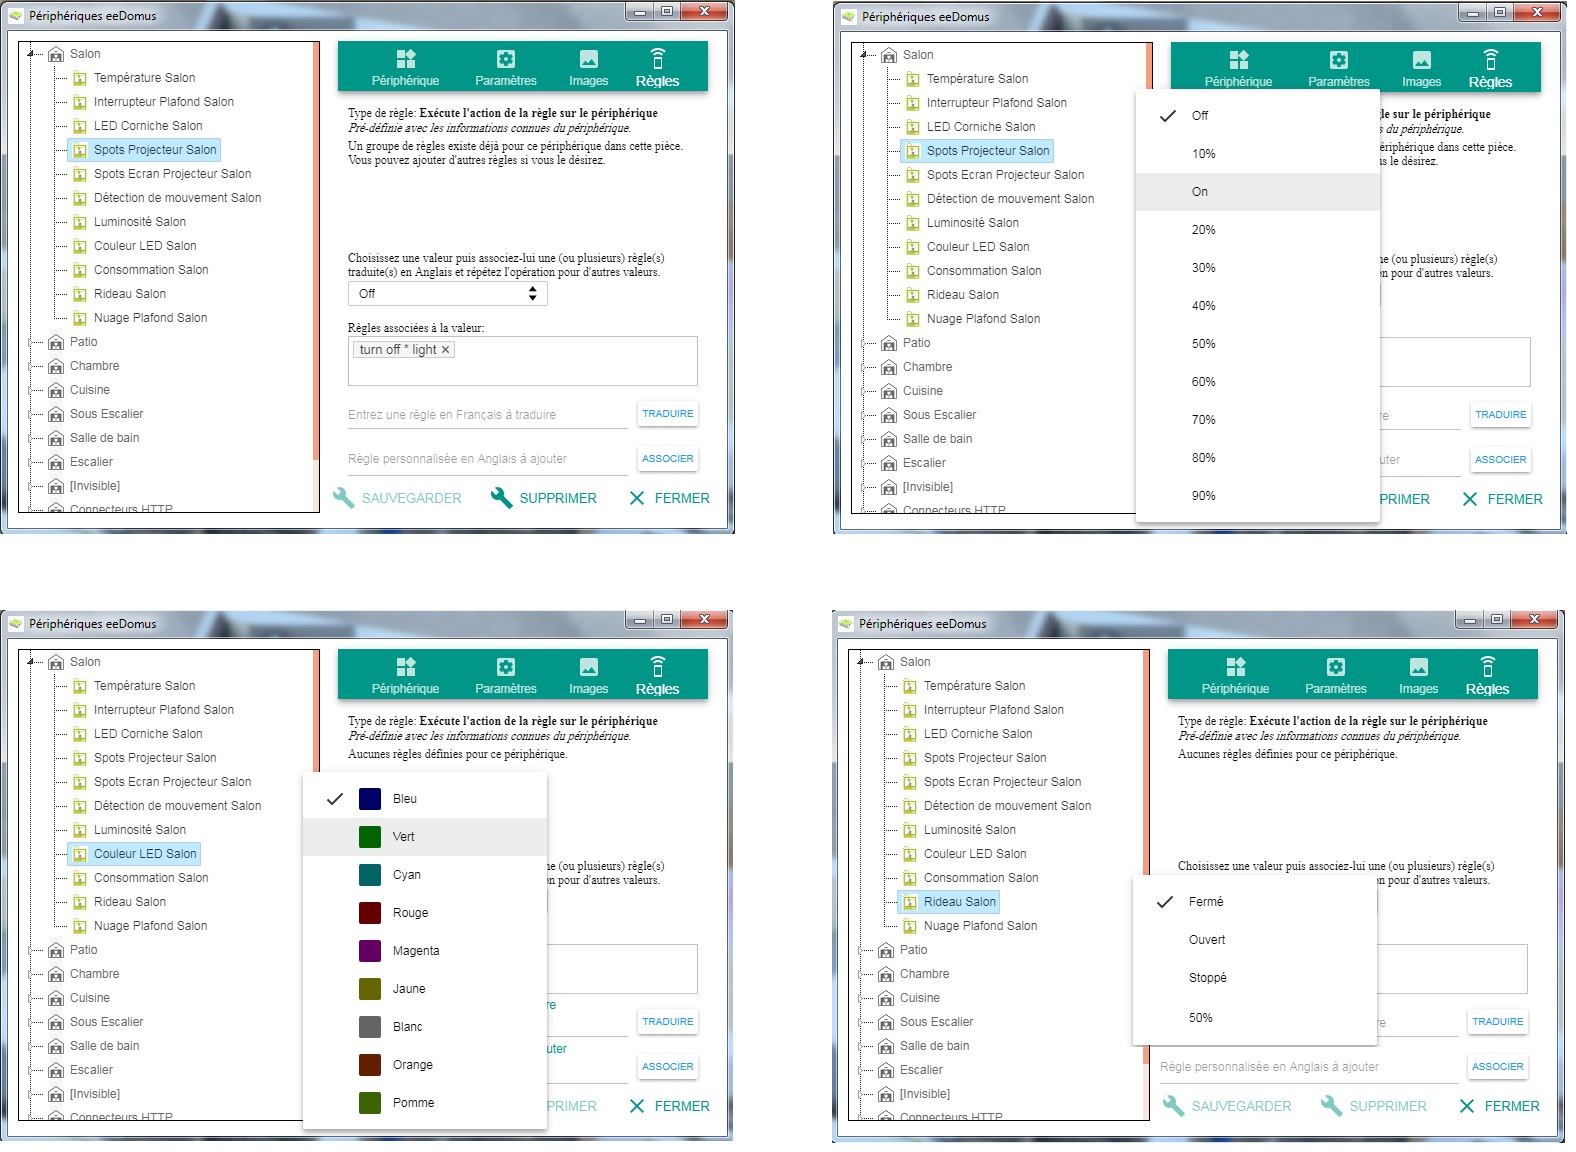 Périphériques eeDomus
Salon
Température Salon
Interrupteur Plafond Salon
LED Corniche Salon
Spots Projecteur Salon
Spots Ecran Projecteur Salon
Détection de mouvement Salon
Luminosité Salon
Couleur LED Salon
Consommation Salon
Rideau Salon
Nuage Plafond Salon
Patio
Chambre
Cuisine
Sous Escalier
Salle de bain
Escalier
[Invisible]
Connecteurs HTTP
Périphérique
Paramètres
Images
Règles
Type de règle: Exécute l'action de la règle sur le périphérique
Pré-définie avec les informations connues du périphérique.
Un groupe de règles existe déjà pour ce périphérique dans cette pièce.
Vous pouvez ajouter d'autres règles si vous le désirez.
Choisissez une valeur puis associez-lui une (ou plusieurs) règle(s)
traduite(s) en Anglais et répétez l'opération pour d'autres valeurs.
Off
Règles associées à la valeur:
turn off * light ×
Entrez une règle en Français à traduire
TRADUIRE
Règle personnalisée en Anglais à ajouter
ASSOCIER
SAUVEGARDER
SUPPRIMER
FERMER
Périphériques eeDomus
Salon
Température Salon
Interrupteur Plafond Salon
LED Corniche Salon
Spots Projecteur Salon
Spots Ecran Projecteur Salon
Détection de mouvement Salon
Luminosité Salon
Couleur LED Salon
Consommation Salon
Rideau Salon
Nuage Plafond Salon
Patio
Chambre
Cuisine
Sous Escalier
Salle de bain
Escalier
[Invisible]
Connecteurs HTTP
Périphérique
Paramètres
Images
Règles
gle sur le périphérique
s du périphérique.
ériphérique dans cette pièce.
us le désirez.
ne (ou plusieurs) règle(s)
on pour d'autres valeurs.
Off
10%
On
20%
30%
40%
50%
60%
70%
80%
90%
re
TRADUIRE
uter
ASSOCIER
PRIMER
FERMER
Périphériques eeDomus
Salon
Température Salon
Interrupteur Plafond Salon
LED Corniche Salon
Spots Projecteur Salon
Spots Ecran Projecteur Salon
Détection de mouvement Salon
Luminosité Salon
Couleur LED Salon
Consommation Salon
Rideau Salon
Nuage Plafond Salon
Patio
Chambre
Cuisine
Sous Escalier
Salle de bain
Escalier
[Invisible]
Connecteurs HTTP
Périphérique
Paramètres
Images
Règles
Type de règle: Exécute l'action de la règle sur le périphérique
Pré-définie avec les informations connues du périphérique.
Aucunes règles définies pour ce périphérique.
ne (ou plusieurs) règle(s)
on pour d'autres valeurs.
Bleu
Vert
Cyan
Rouge
Magenta
Jaune
Blanc
Orange
Pomme
re
TRADUIRE
uter
ASSOCIER
PRIMER
FERMER
Périphériques eeDomus
Salon
Température Salon
Interrupteur Plafond Salon
LED Corniche Salon
Spots Projecteur Salon
Spots Ecran Projecteur Salon
Détection de mouvement Salon
Luminosité Salon
Couleur LED Salon
Consommation Salon
Rideau Salon
Nuage Plafond Salon
Patio
Chambre
Cuisine
Sous Escalier
Salle de bain
Escalier
[Invisible]
Connecteurs HTTP
Périphérique
Paramètres
Images
Règles
Type de règle: Exécute l'action de la règle sur le périphérique
Pré-définie avec les informations connues du périphérique.
Aucunes règles définies pour ce périphérique.
Choisissez une valeur puis associez-lui une (ou plusieurs) règle(s)
n pour d'autres valeurs.
Fermé
Ouvert
Stoppé
50%
re
TRADUIRE
Règle personnalisée en Anglais à ajouter
ASSOCIER
SAUVEGARDER
SUPPRIMER
FERMER